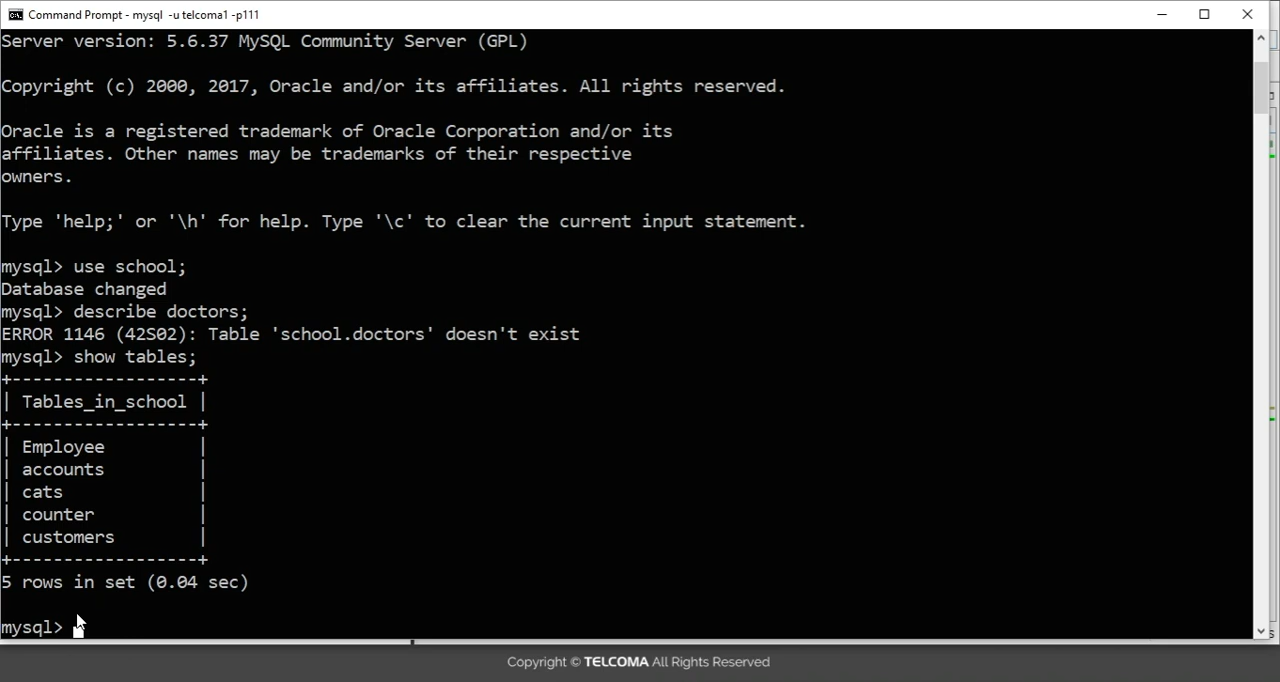 Command Prompt - mysql  -u telcoma1 -p111
Server version: 5.6.37 MySQL Community Server (GPL)
Copyright (c) 2000, 2017, Oracle and/or its affiliates. All rights reserved.
Oracle is a registered trademark of Oracle Corporation and/or its
affiliates. Other names may be trademarks of their respective
owners.
Type 'help;' or '\h' for help. Type '\c' to clear the current input statement.
mysql> use school;
Database changed
mysql> describe doctors;
ERROR 1146 (42S02): Table 'school.doctors' doesn't exist
mysql> show tables;
+------------------+
| Tables_in_school |
+------------------+
| Employee         |
| accounts         |
| cats             |
| counter          |
| customers        |
+------------------+
5 rows in set (0.04 sec)
mysql>
Copyright © TELCOMA All Rights Reserved